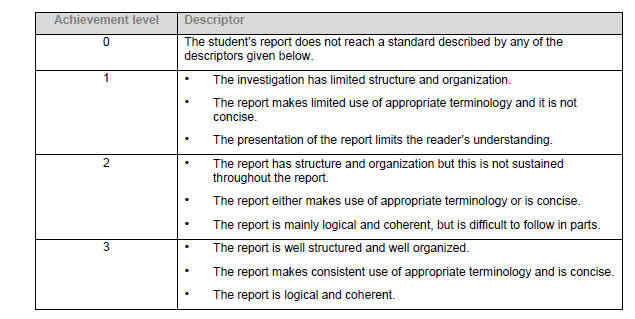 Achievement level Descriptor
0 The student's report does not reach a standard described by any of the
descriptors given below.
1 • The investigation has limited structure and organization.
• The report makes limited use of appropriate terminology and it is not
concise.
• The presentation of the report limits the reader's understanding.
2 • The report has structure and organization but this is not sustained
throughout the report.
• The report either makes use of appropriate terminology or is concise.
• The report is mainly logical and coherent, but is difficult to follow in parts.
3 • The report is well structured and well organized.
• The report makes consistent use of appropriate terminology and is concise.
• The report is logical and coherent.